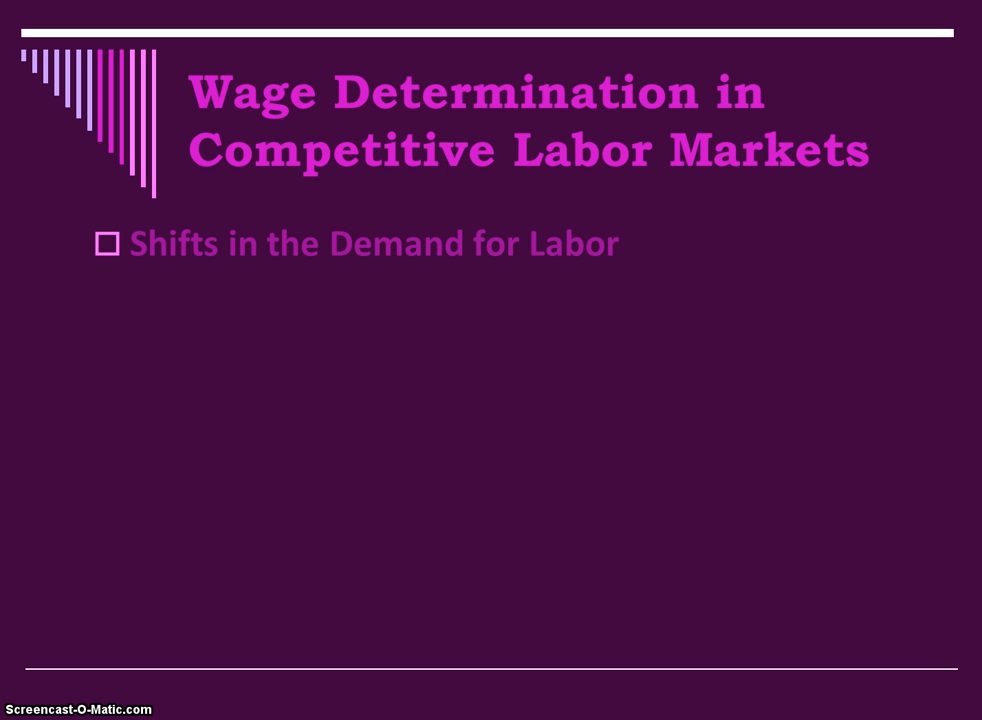 Wage Determination in
Competitive Labor Markets
Shifts in the Demand for Labor
Screencast-O-Matic.com